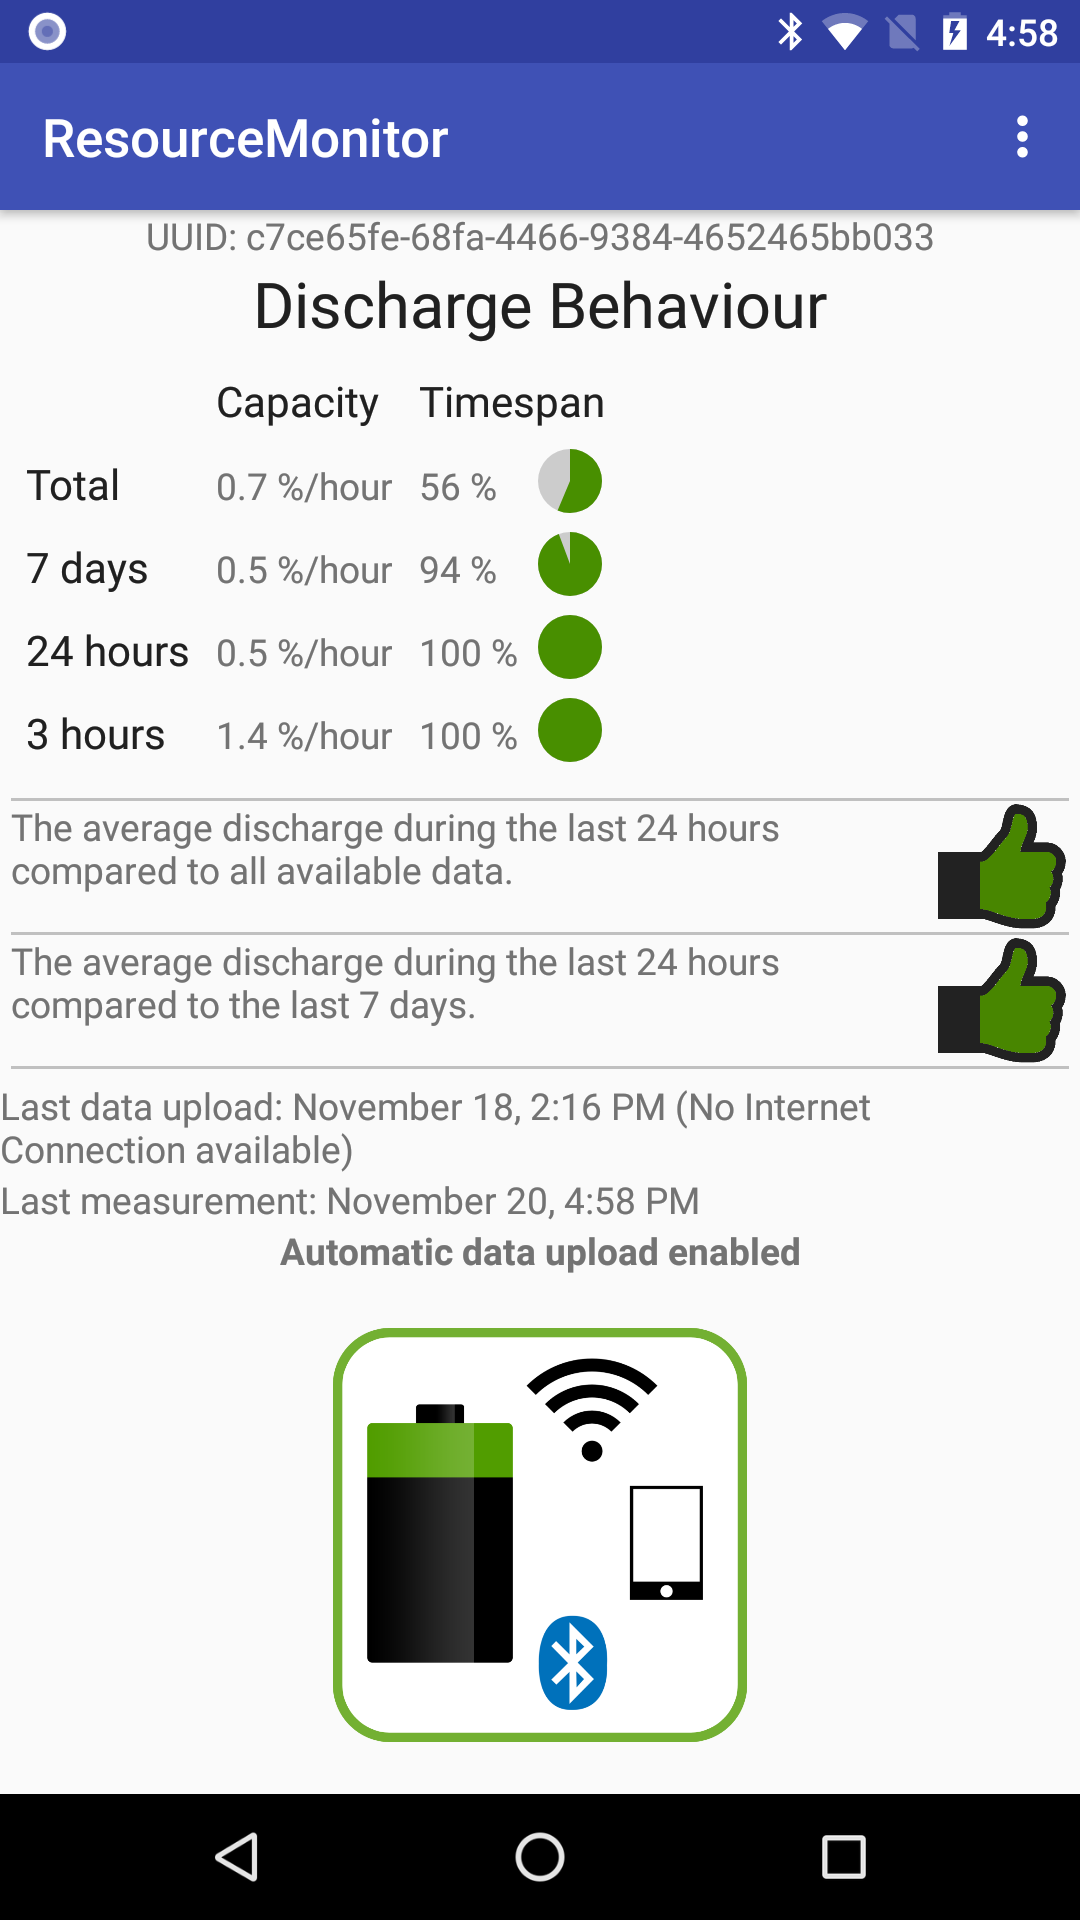 4:58
ResourceMonitor
UUID: c7ce65fe-68fa-4466-9384-4652465bb033
Discharge Behaviour
Capacity Timespan
Total 0.7 %/hour 56 %
7 days 0.5 %/hour 94 %
24 hours 0.5 %/hour 100 %
3 hours 1.4 %/hour 100 %
The average discharge during the last 24 hours
compared to all available data.
The average discharge during the last 24 hours
compared to the last 7 days.
Last data upload: November 18, 2:16 PM (No Internet
Connection available)
Last measurement: November 20, 4:58 PM
Automatic data upload enabled